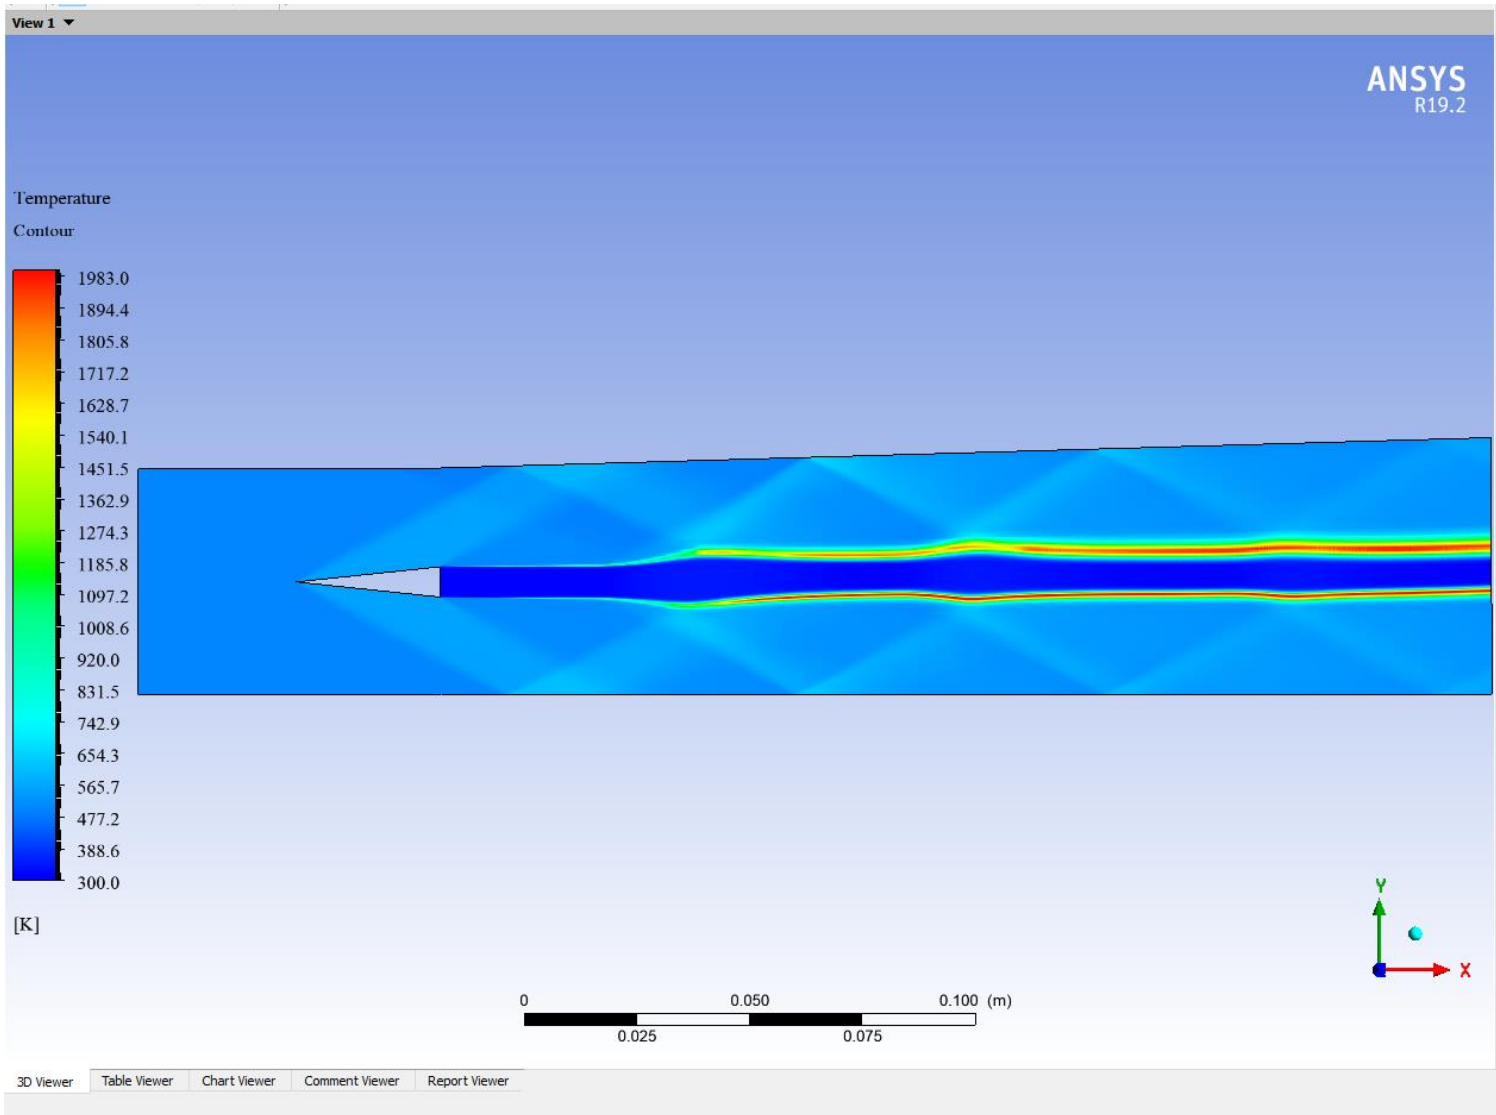 View 1
ANSYS
R19.2
Temperature
Contour
1983.0
1894.4
1805.8
1717.2
1628.7
1540.1
1451.5
1362.9
1274.3
1185.8
1097.2
1008.6
920.0
831.5
742.9
654.3
565.7
477.2
388.6
300.0
[K]
Y
X
0 0.050 0.100 (m)
0.025 0.075
3D Viewer Table Viewer Chart Viewer Comment Viewer Report Viewer